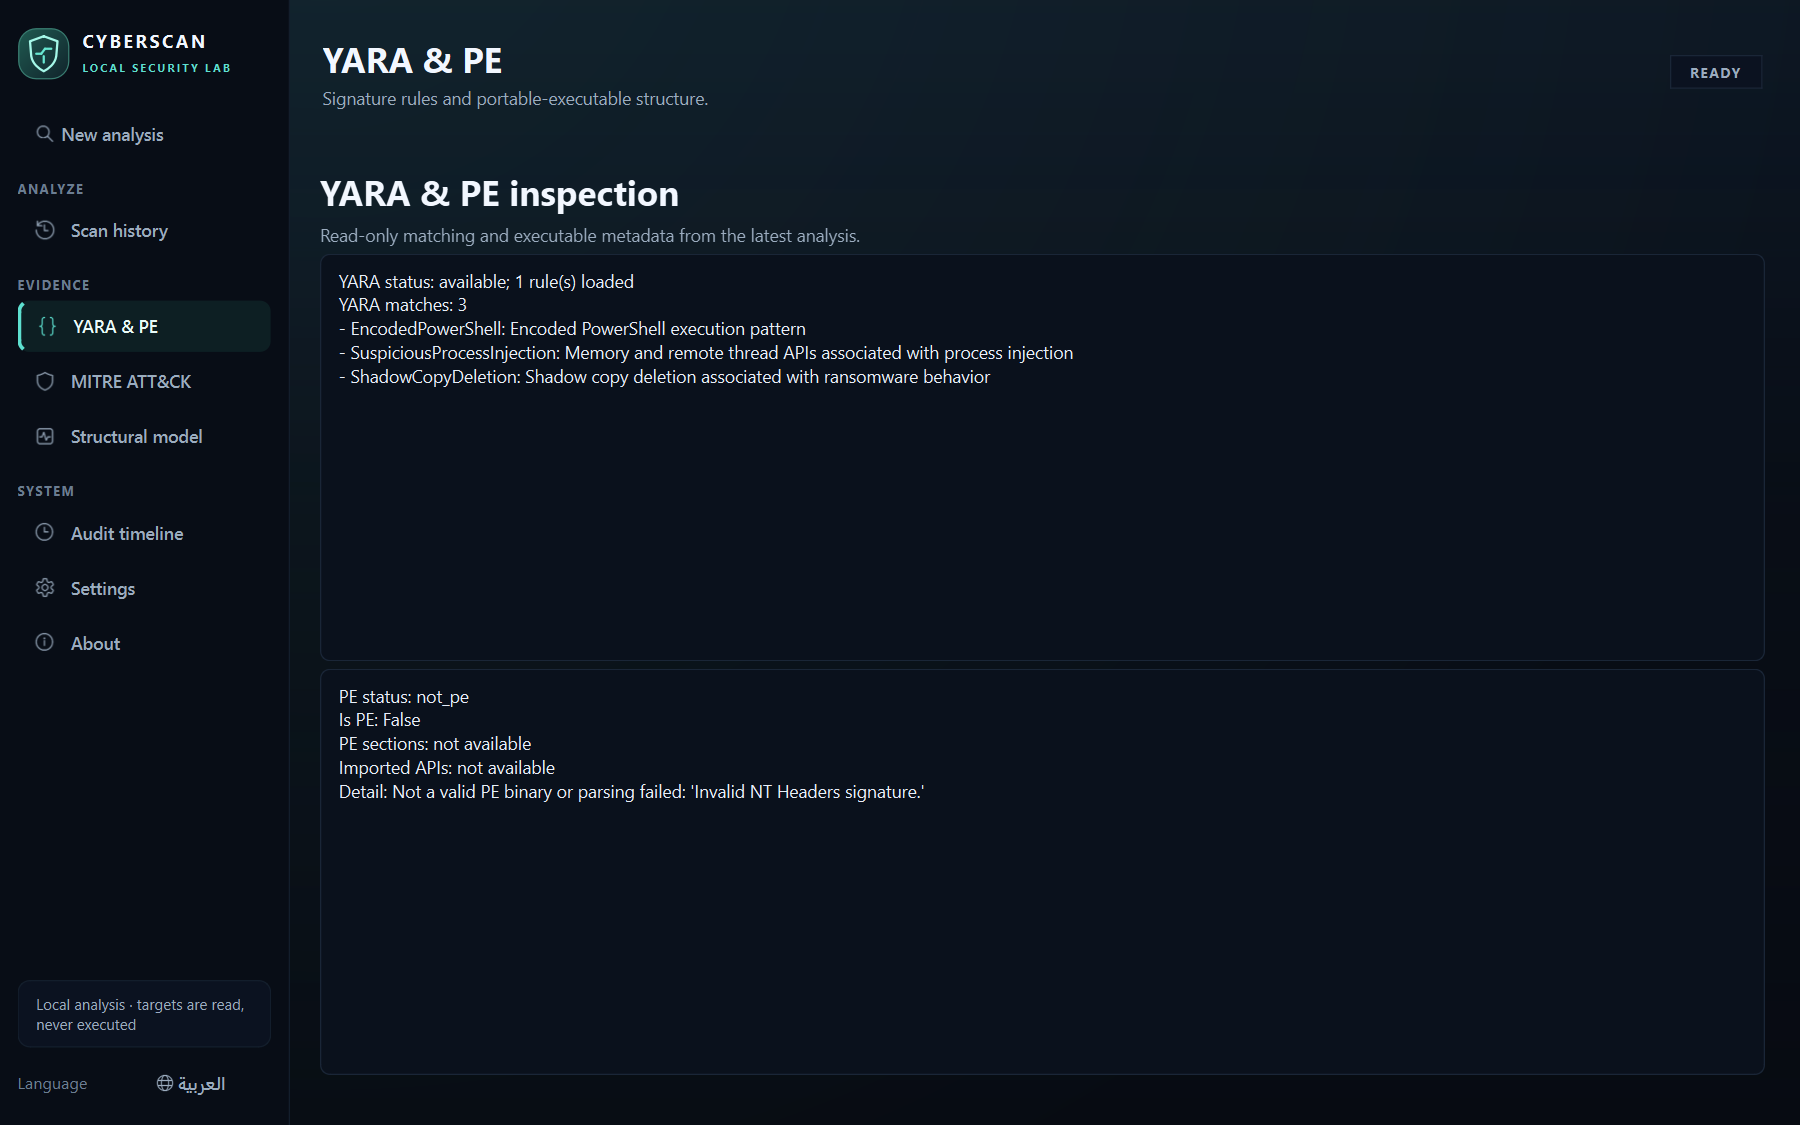 CYBERSCAN
LOCAL SECURITY LAB
New analysis
ANALYZE
Scan history
EVIDENCE
YARA & PE
MITRE ATT&CK
Structural model
SYSTEM
Audit timeline
Settings
About
Local analysis · targets are read,
never executed
Language
العربية
YARA & PE
Signature rules and portable-executable structure.
READY
YARA & PE inspection
Read-only matching and executable metadata from the latest analysis.
YARA status: available; 1 rule(s) loaded
YARA matches: 3
- EncodedPowerShell: Encoded PowerShell execution pattern
- SuspiciousProcessInjection: Memory and remote thread APIs associated with process injection
- ShadowCopyDeletion: Shadow copy deletion associated with ransomware behavior
PE status: not_pe
Is PE: False
PE sections: not available
Imported APIs: not available
Detail: Not a valid PE binary or parsing failed: 'Invalid NT Headers signature.'